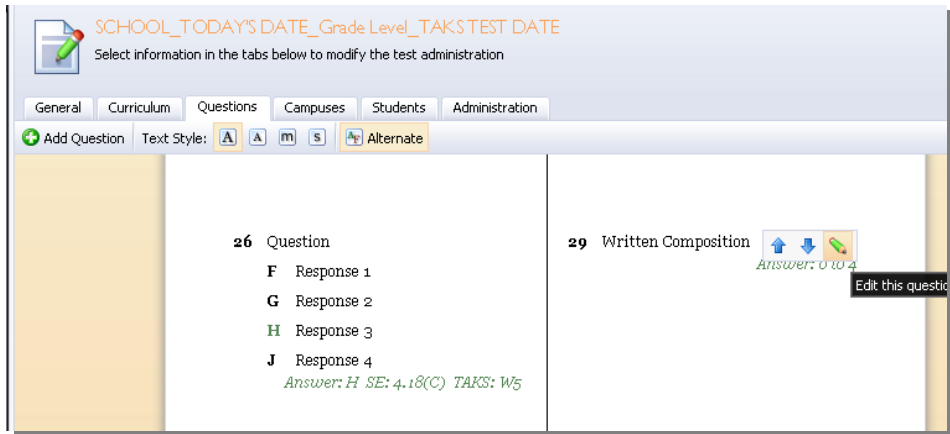 SCHOOL_TODAY'S DATE_Grade Level_TAKS TEST DATE
Select information in the tabs below to modify the test administration
General Curriculum Questions Campuses Students Administration
Add Question Text Style: A A m s AF Alternate
26 Question
F Response 1
G Response 2
H Response 3
J Response 4
Answer: H SE: 4.18(C) TAKS: W5
29 Written Composition
Answer: 0 to 4
Edit this questio